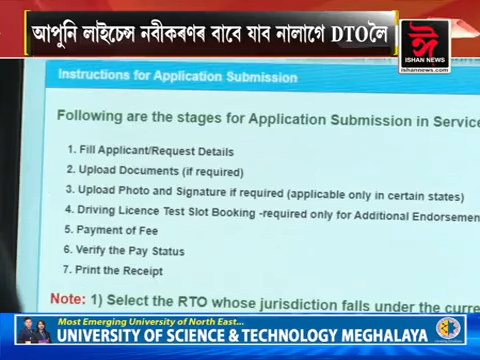 আপুনি লাইচেন্স নবীকৰণৰ বাবে যাব নালাগে DTOলৈ
ঈ
ISHAN NEWS
ishannews.com
Instructions for Application Submission
Following are the stages for Application Submission in Service
1. Fill Applicant/Request Details
2. Upload Documents (if required)
3. Upload Photo and Signature if required (applicable only in certain states)
4. Driving Licence Test Slot Booking -required only for Additional Endorsemen
5. Payment of Fee
6. Verify the Pay Status
7. Print the Receipt
Note: 1) Select the RTO whose jurisdiction falls under the curre
Most Emerging University of North East...
UNIVERSITY OF SCIENCE & TECHNOLOGY MEGHALAYA